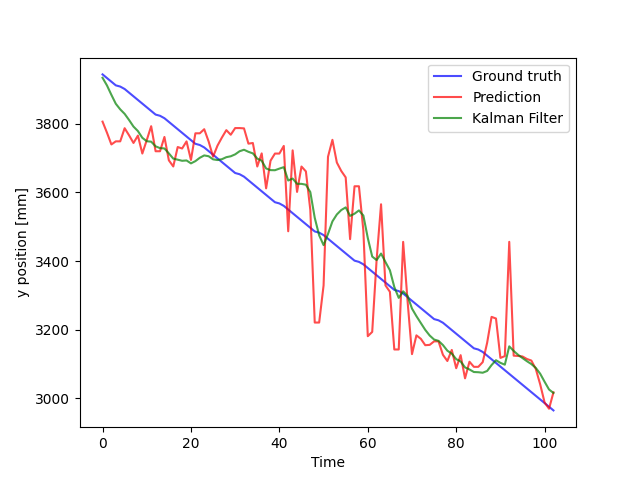 Ground truth
Prediction
Kalman Filter
3800
3600
3400
3200
3000
y position [mm]
0 20 40 60 80 100
Time